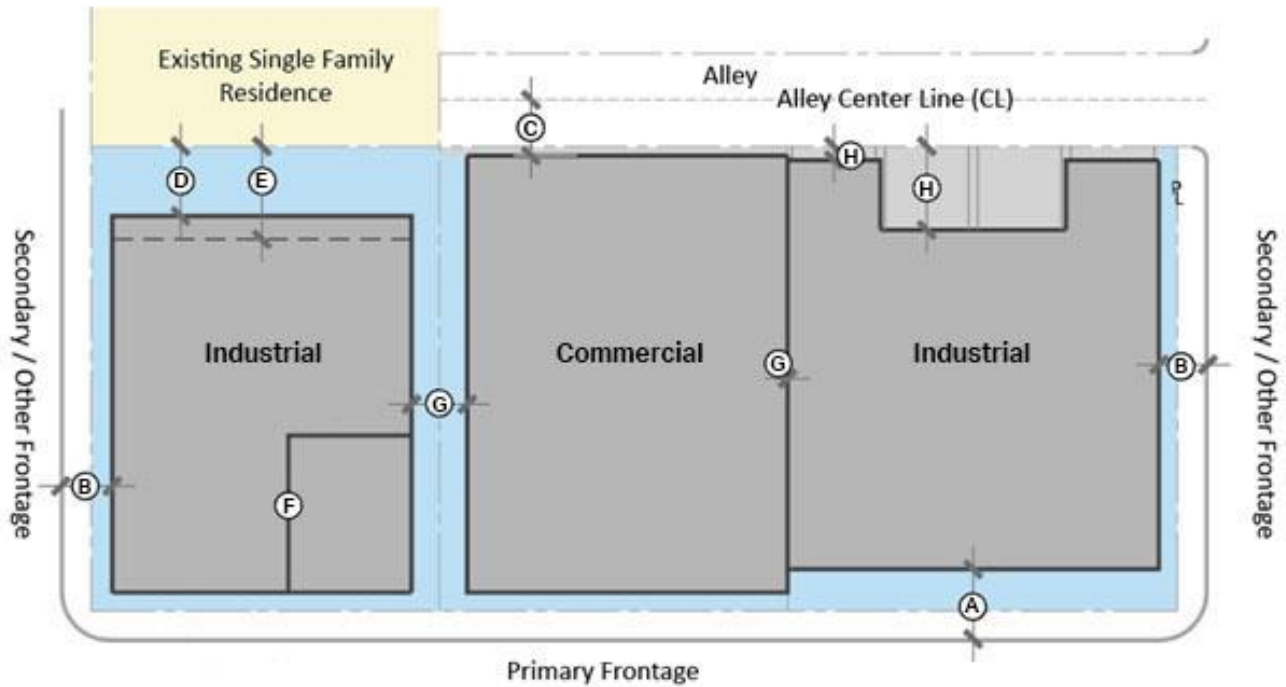 Existing Single Family
Residence
Alley
Alley Center Line (CL)
C
H
D
E
H
PL
Secondary / Other Frontage
Secondary / Other Frontage
Industrial
Commercial
Industrial
G
B
G
B
F
A
Primary Frontage